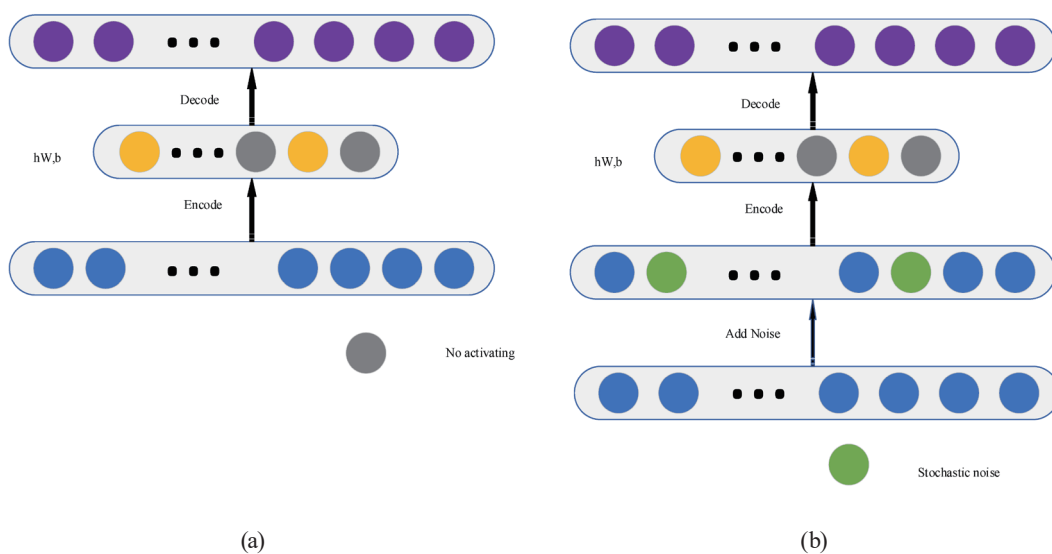 Decode
hW,b
Encode
No activating
(a)
Decode
hW,b
Encode
Add Noise
Stochastic noise
(b)